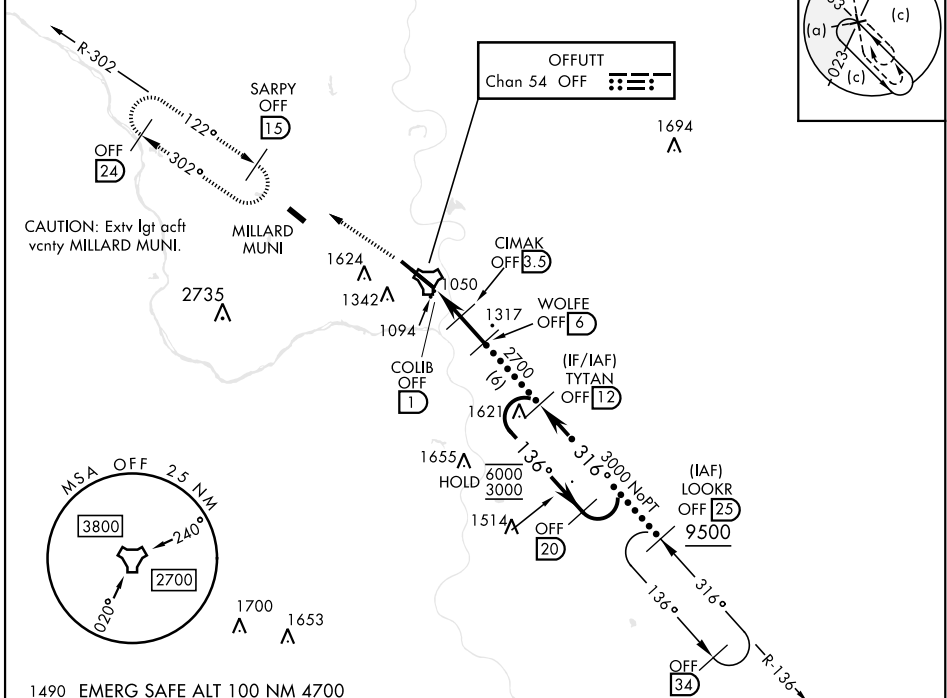 R-302
SARPY
OFF
15
122°
302°
OFF
24
CAUTION: Extv lgt acft
vcnty MILLARD MUNI.
MILLARD
MUNI
OFFUTT
Chan 54 OFF
(a)
(c)
(c)
023
1694
1624
1342
1094
1050
CIMAK
OFF 3.5
2735
1317
WOLFE
OFF 6
COLIB
OFF
1
2700
(6)
(IF/IAF)
TYTAN
OFF 12
1621
136°
316°
3000 NoPT
1655
HOLD
6000
3000
1514
OFF
20
(IAF)
LOOKR
OFF 25
9500
136°
316°
OFF
34
R-136
MSA OFF 25 NM
3800
240°
2700
020°
1700
1653
1490 EMERG SAFE ALT 100 NM 4700